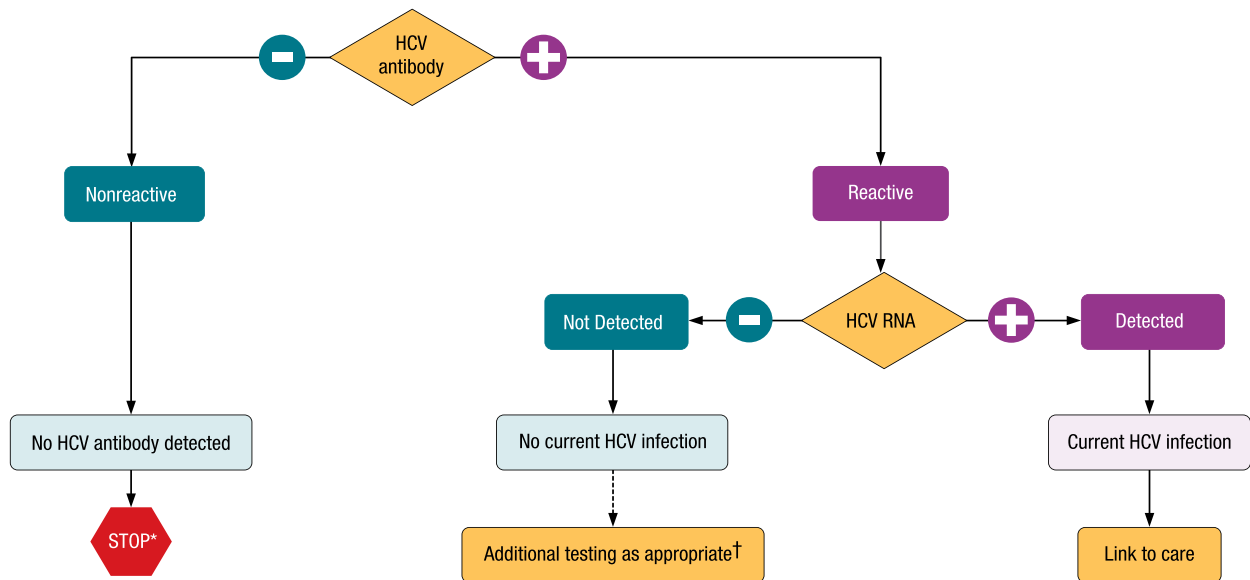 HCV
antibody
Nonreactive
Reactive
Not Detected
HCV RNA
Detected
No HCV antibody detected
No current HCV infection
Current HCV infection
STOP*
Additional testing as appropriate†
Link to care